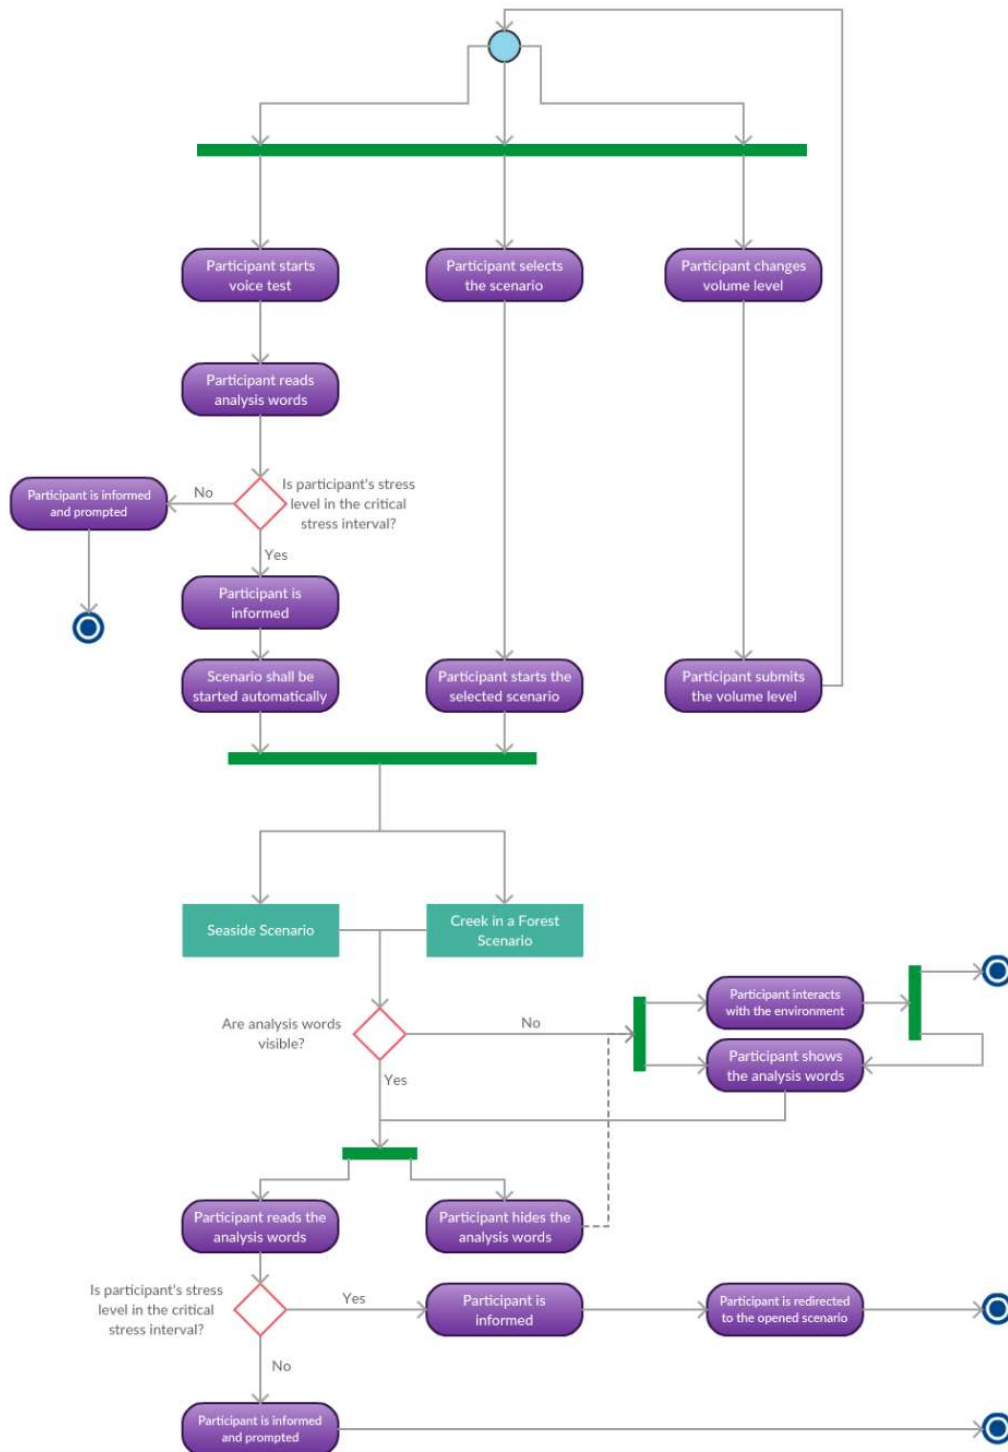 Participant starts
voice test
Participant selects
the scenario
Participant changes
volume level
Participant reads
analysis words
Is participant's stress
level in the critical
stress interval?
No
Participant is informed
and prompted
Yes
Participant is
informed
Scenario shall be
started automatically
Participant starts the
selected scenario
Participant submits
the volume level
Seaside Scenario
Creek in a Forest
Scenario
Are analysis words
visible?
No
Participant interacts
with the environment
Participant shows
the analysis words
Yes
Participant reads the
analysis words
Participant hides the
analysis words
Is participant's stress
level in the critical
stress interval?
Yes
Participant is
informed
Participant is redirected
to the opened scenario
No
Participant is informed
and prompted